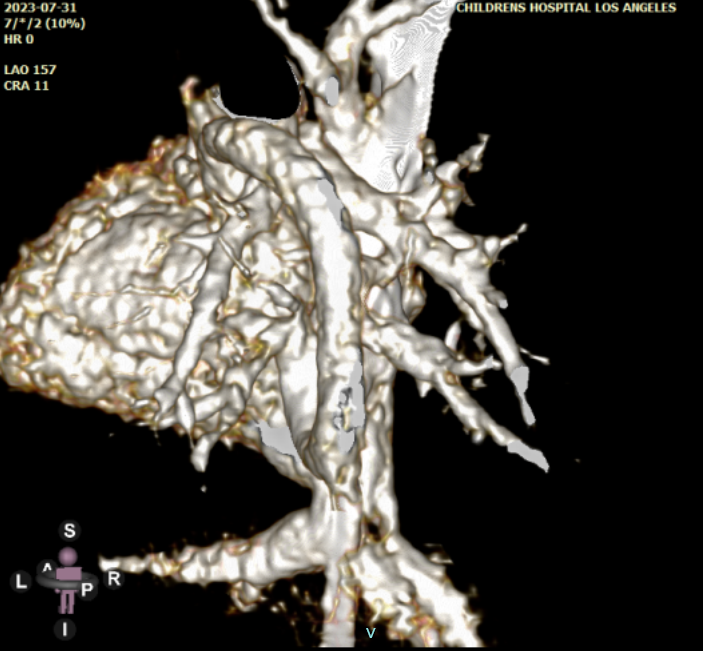 2023-07-31
CHILDRENS HOSPITAL LOS ANGELES
7/*/2 (10%)
HR 0
LAO 157
CRA 11
S
A
L
R
P
I
V